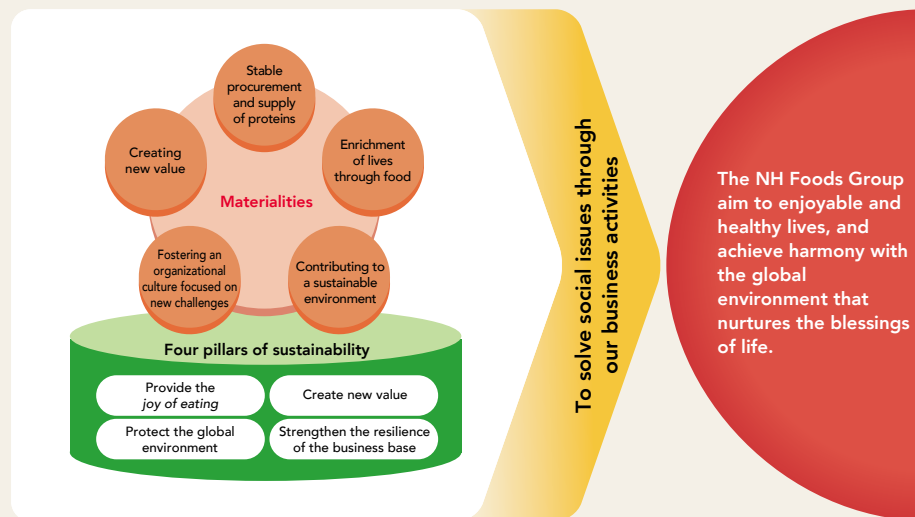 Stable
procurement
and supply
of proteins
Creating
new value
Enrichment
of lives
through food
Materialities
Fostering an
organizational
culture focused on
new challenges
Contributing to
a sustainable
environment
Four pillars of sustainability
Provide the
joy of eating
Create new value
Protect the global
environment
Strengthen the resilience
of the business base
To solve social issues through
our business activities
The NH Foods Group
aim to enjoyable and
healthy lives, and
achieve harmony with
the global
environment that
nurtures the blessings
of life.